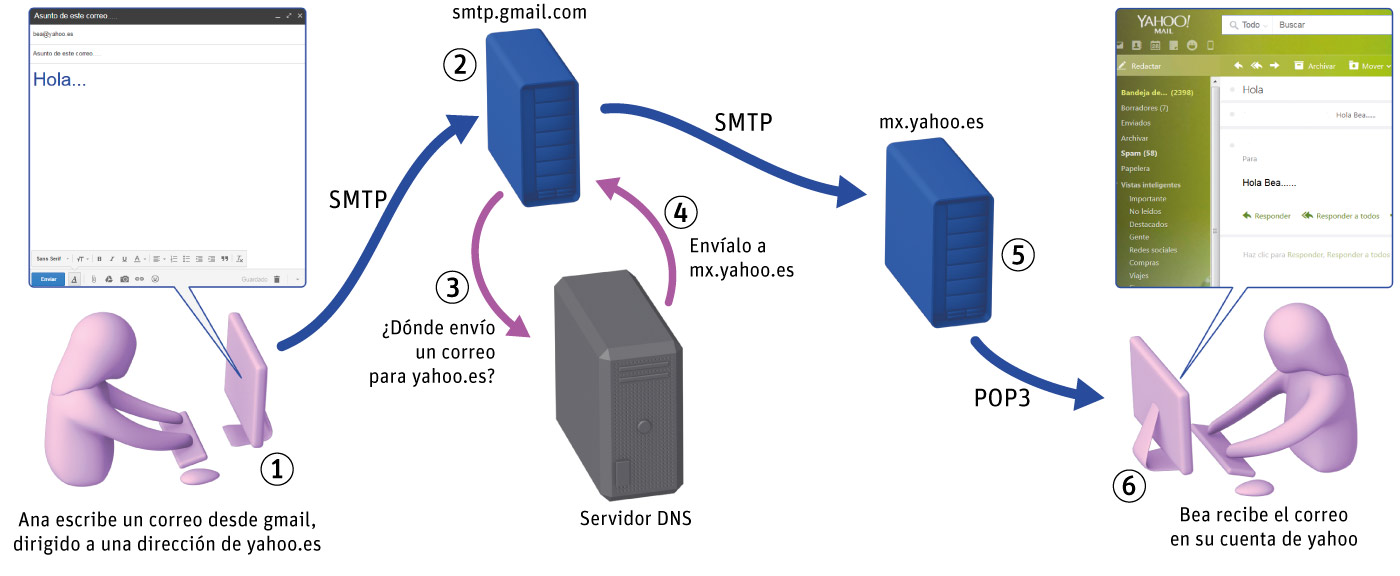 Asunto de este correo....
bea@yahoo.es
Asunto de este correo....
Hola...
Sans Serif
Enviar
Guardado
SMTP
smtp.gmail.com
2
3
¿Dónde envío
un correo
para yahoo.es?
4
Envíalo a
mx.yahoo.es
Servidor DNS
SMTP
mx.yahoo.es
5
POP3
YAHOO!
MAIL
Todo
Buscar
Redactar
Archivar
Mover
Bandeja de... (2398)
Borradores (7)
Enviados
Archivar
Spam (58)
Papelera
Vistas inteligentes
Importante
No leídos
Destacados
Gente
Redes sociales
Compras
Viajes
Hola
Hola Bea.....
Para
Hola Bea......
Responder
Responder a todos
Haz clic para Responder, Responder a todos
1
Ana escribe un correo desde gmail,
dirigido a una dirección de yahoo.es
6
Bea recibe el correo
en su cuenta de yahoo